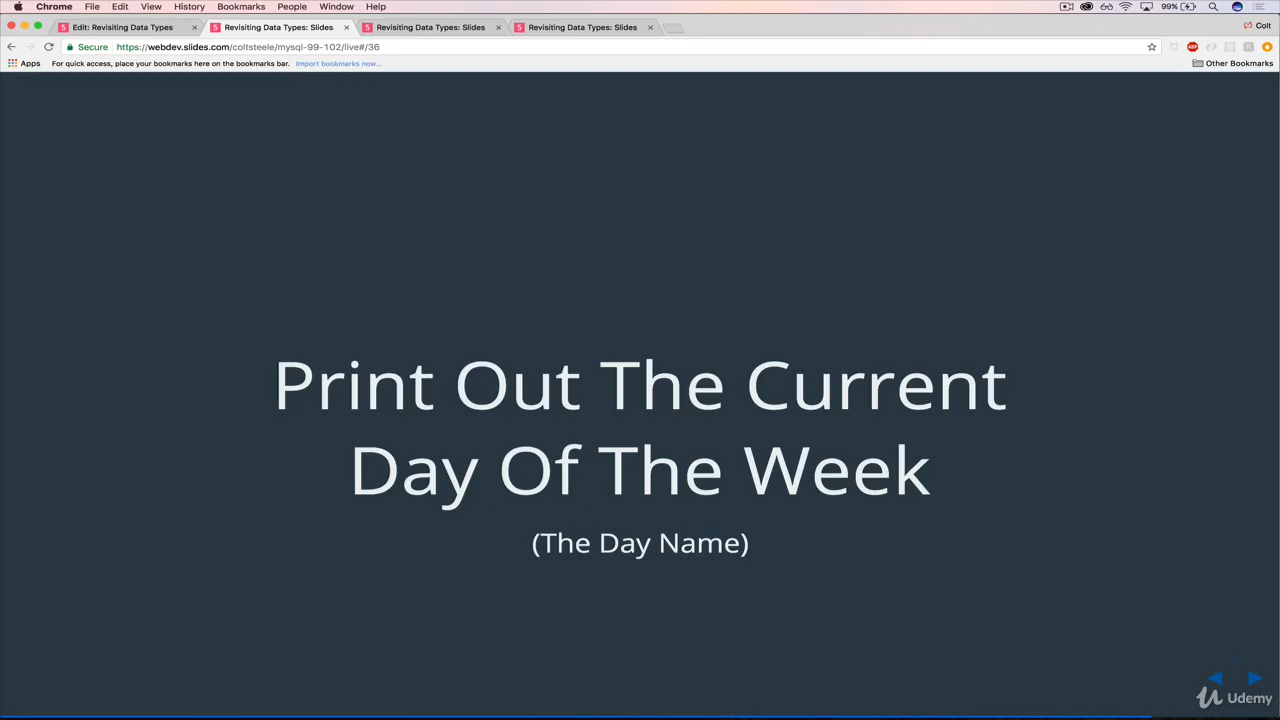 Chrome File Edit View History Bookmarks People Window Help 99%
Edit: Revisiting Data Types × Revisiting Data Types: Slides × Revisiting Data Types: Slides × Revisiting Data Types: Slides × Colt
Secure https://webdev.slides.com/coltsteele/mysql-99-102/live#/36 ABP
Apps For quick access, place your bookmarks here on the bookmarks bar. Import bookmarks now... Other Bookmarks
Print Out The Current
Day Of The Week
(The Day Name)
Udemy